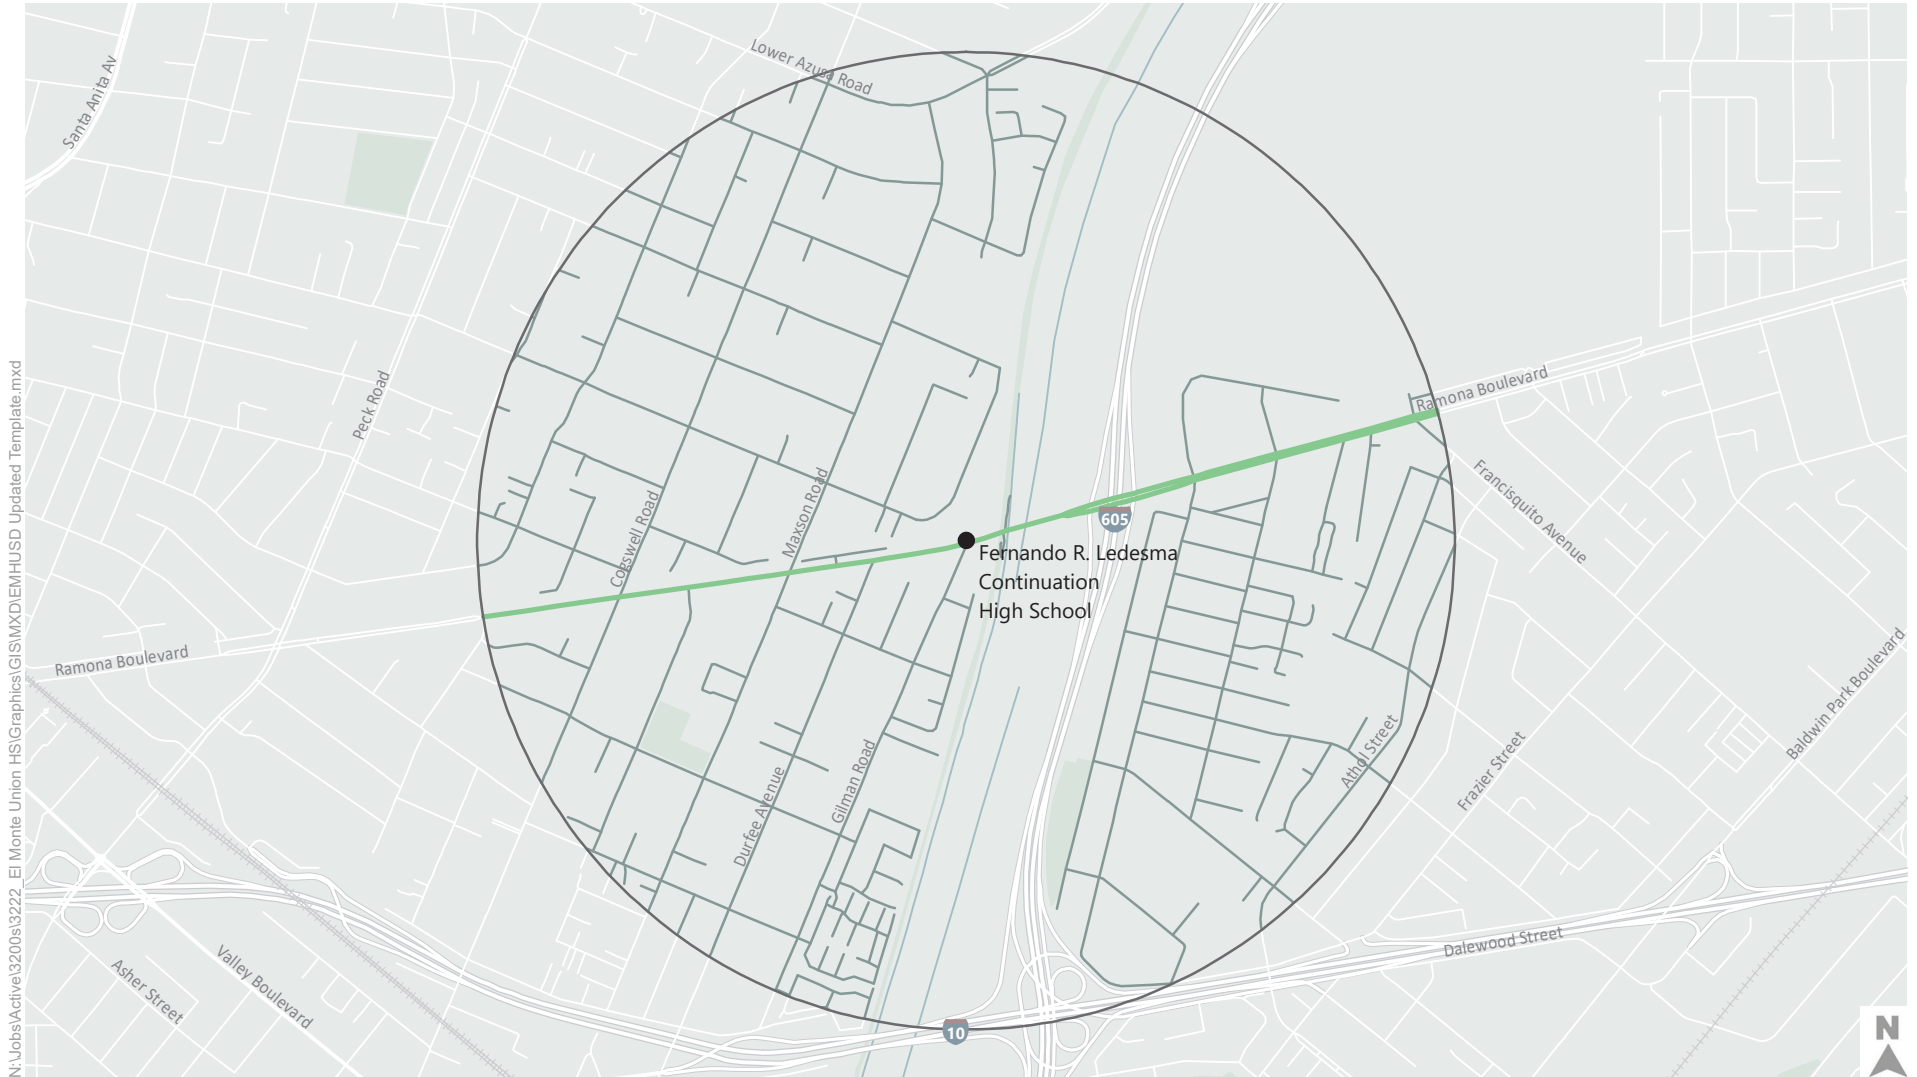 Lower Azusa Road
Santa Anita Av
Peck Road
Ramona Boulevard
Francisquito Avenue
Cogswell Road
Maxson Road
605
Fernando R. Ledesma
Continuation
High School
Ramona Boulevard
Baldwin Park Boulevard
Athol Street
Frazier Street
Durfee Avenue
Gilman Road
Dalewood Street
Valley Boulevard
Asher Street
10
N
N:\Jobs\Active\3200s\3222_El Monte Union HS\Graphics\GIS\MXD\EMHUSD Updated Template.mxd